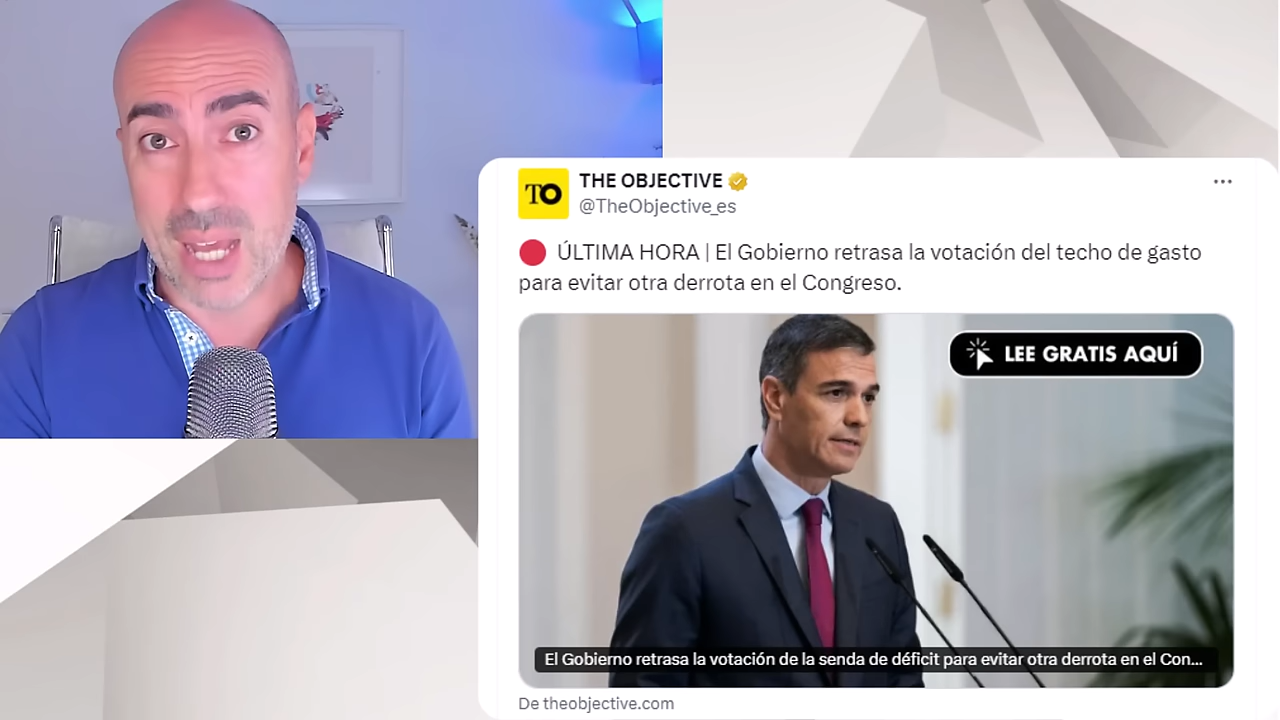 TO
THE OBJECTIVE
@TheObjective_es
ÚLTIMA HORA | El Gobierno retrasa la votación del techo de gasto
para evitar otra derrota en el Congreso.
LEE GRATIS AQUÍ
El Gobierno retrasa la votación de la senda de déficit para evitar otra derrota en el Con...
De theobjective.com